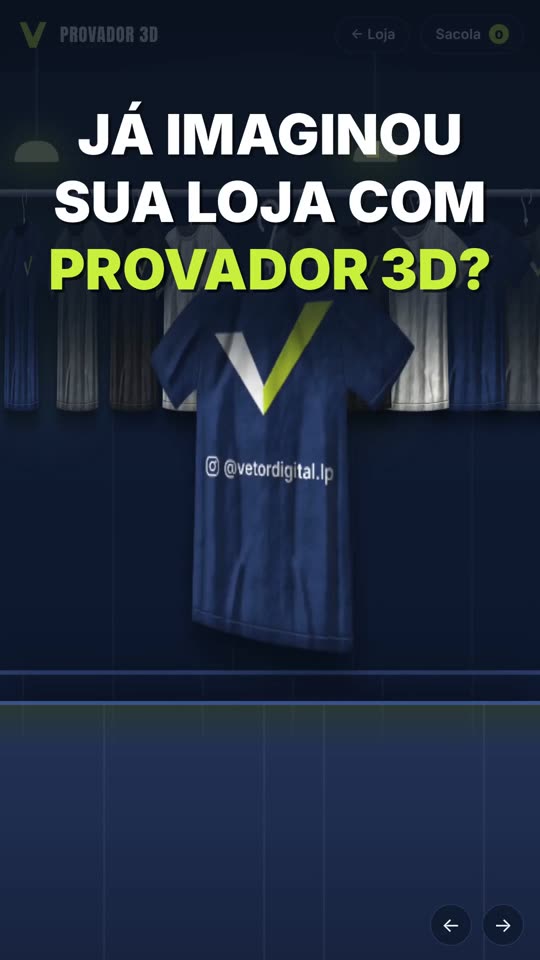 PROVADOR 3D
← Loja
Sacola 0
JÁ IMAGINOU
SUA LOJA COM
PROVADOR 3D?
@vetordigital.lp